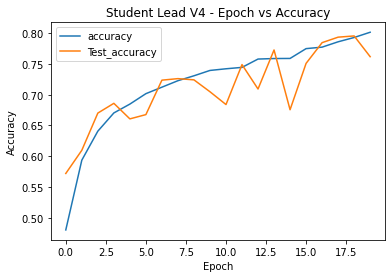 Student Lead V4 - Epoch vs Accuracy
accuracy
Test_accuracy
0.80
0.75
0.70
0.65
0.60
0.55
0.50
Accuracy
0.0 2.5 5.0 7.5 10.0 12.5 15.0 17.5
Epoch